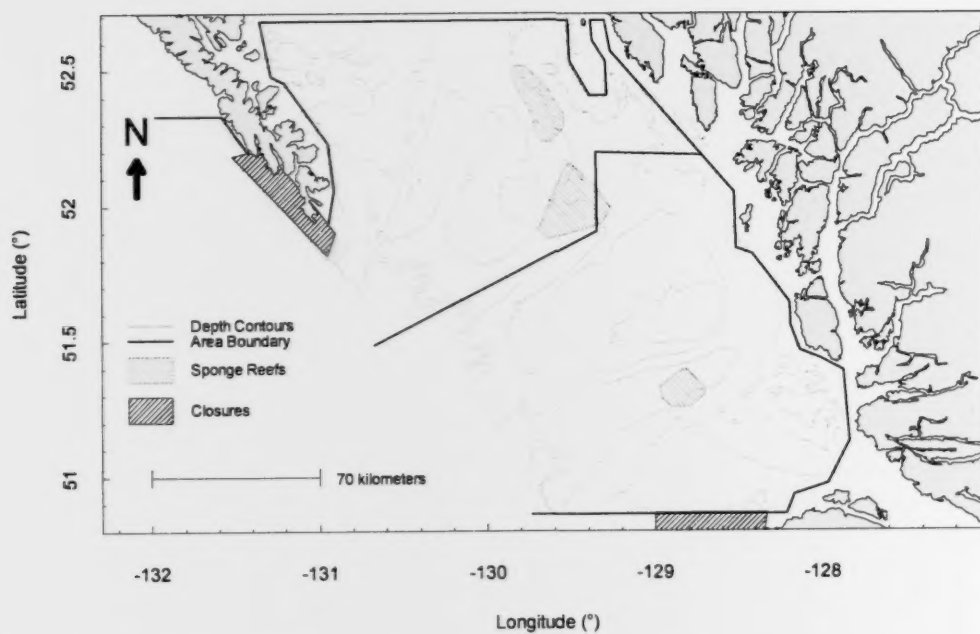 52.5
52
51.5
51
Latitude (°)
N
Depth Contours
Area Boundary
Sponge Reefs
Closures
70 kilometers
-132
-131
-130
-129
-128
Longitude (°)